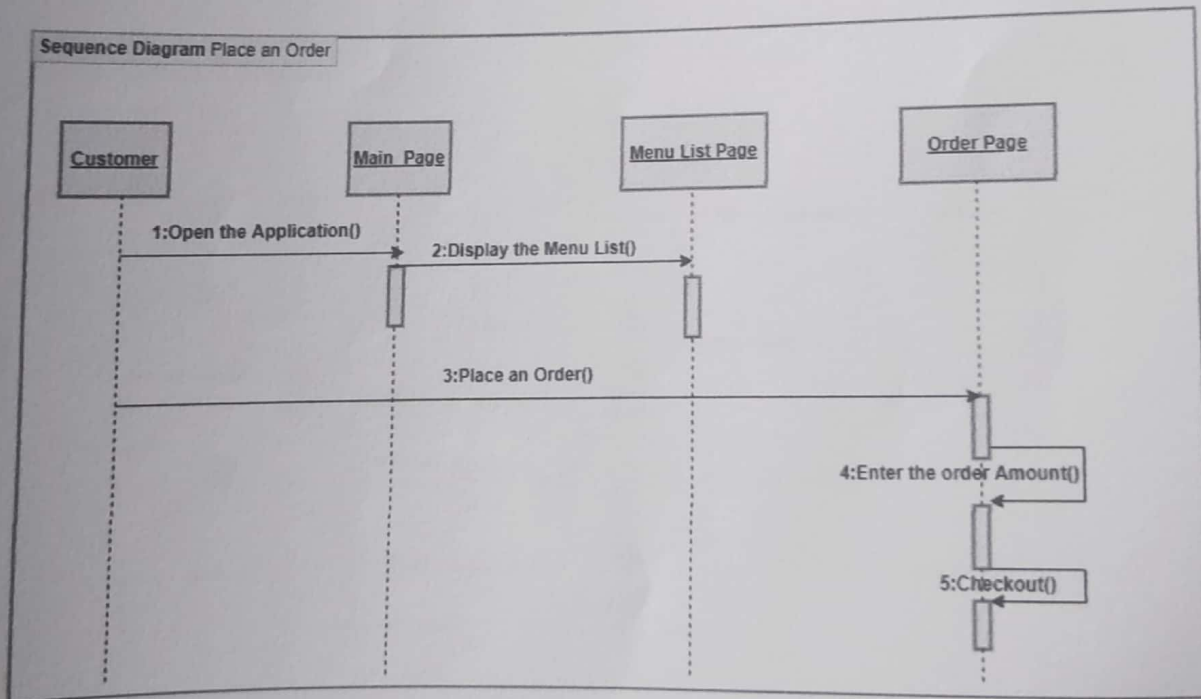 Sequence Diagram Place an Order
Customer
Main Page
Menu List Page
Order Page
1:Open the Application()
2:Display the Menu List()
3:Place an Order()
4:Enter the order Amount()
5:Checkout()